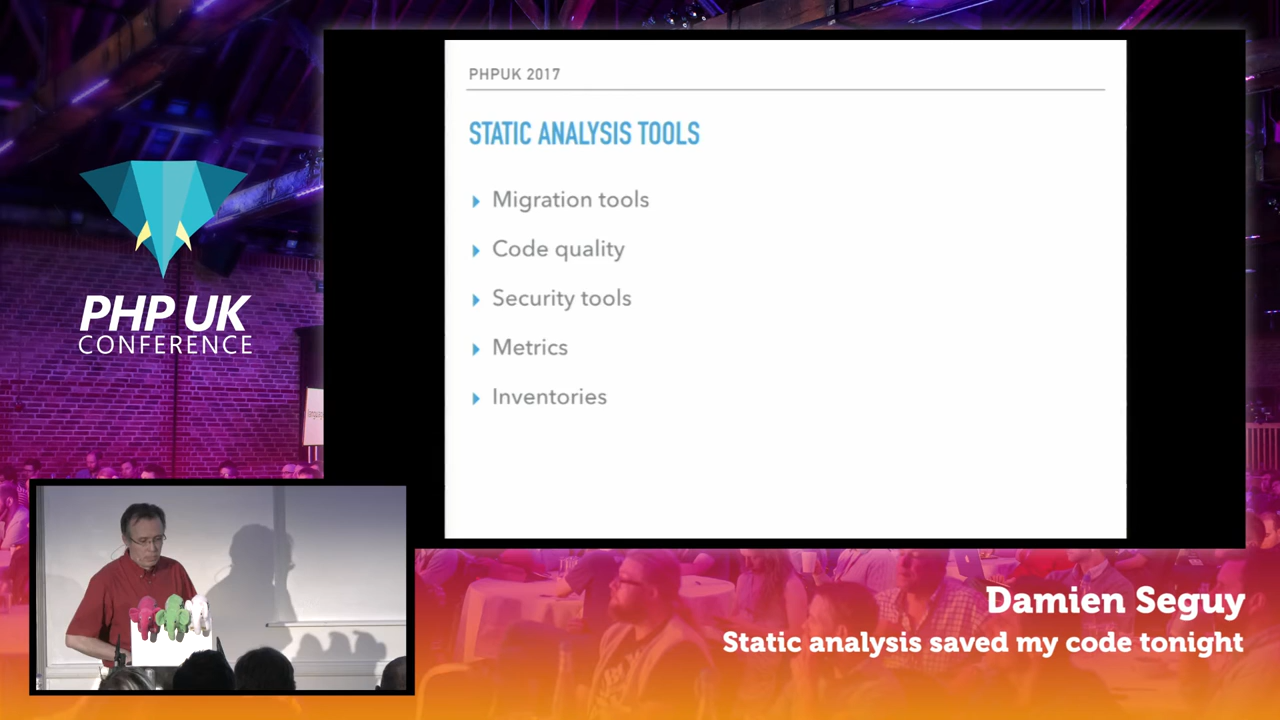 PHPUK 2017
STATIC ANALYSIS TOOLS
Migration tools
Code quality
Security tools
Metrics
Inventories
PHP UK
CONFERENCE
Damien Seguy
Static analysis saved my code tonight